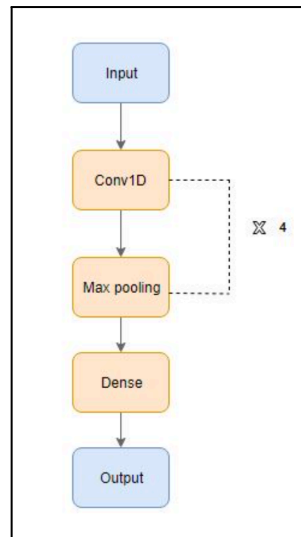 Input
Conv1D
X 4
Max pooling
Dense
Output